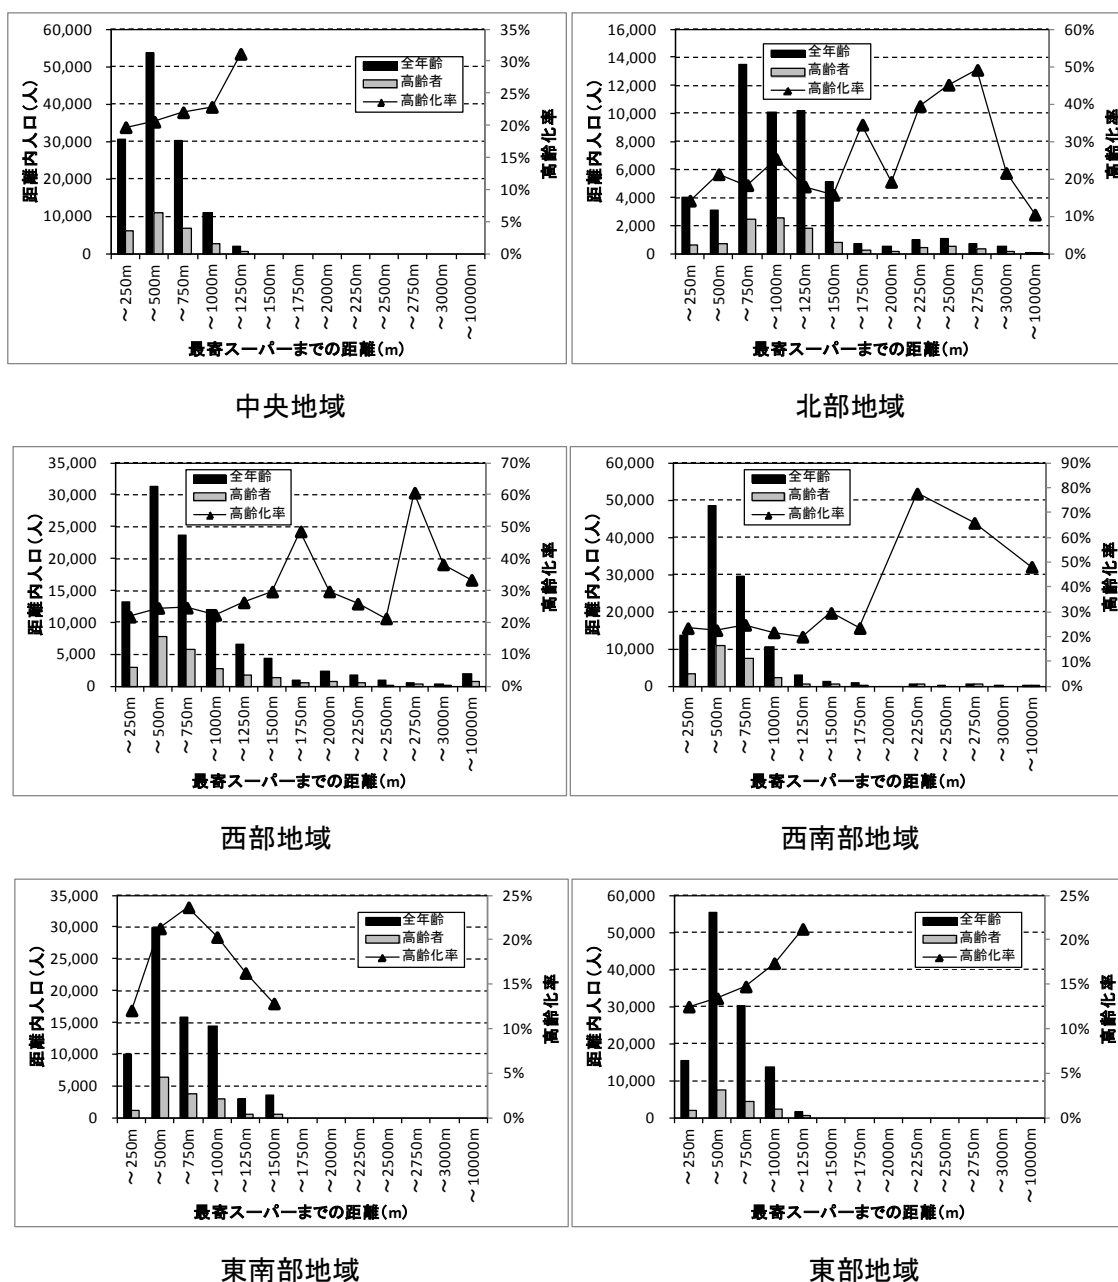 60,000
50,000
40,000
30,000
20,000
10,000
0
35%
30%
25%
20%
15%
10%
5%
0%
距離内人口(人)
高齢化率
全年齢
高齢者
高齢化率
～250m
～500m
～750m
～1000m
～1250m
～1500m
～1750m
～2000m
～2250m
～2500m
～2750m
～3000m
～10000m
最寄スーパーまでの距離(m)
中央地域
16,000
14,000
12,000
10,000
8,000
6,000
4,000
2,000
0
60%
50%
40%
30%
20%
10%
0%
距離内人口(人)
高齢化率
全年齢
高齢者
高齢化率
～250m
～500m
～750m
～1000m
～1250m
～1500m
～1750m
～2000m
～2250m
～2500m
～2750m
～3000m
～10000m
最寄スーパーまでの距離(m)
北部地域
35,000
30,000
25,000
20,000
15,000
10,000
5,000
0
70%
60%
50%
40%
30%
20%
10%
0%
距離内人口(人)
高齢化率
全年齢
高齢者
高齢化率
～250m
～500m
～750m
～1000m
～1250m
～1500m
～1750m
～2000m
～2250m
～2500m
～2750m
～3000m
～10000m
最寄スーパーまでの距離(m)
西部地域
60,000
50,000
40,000
30,000
20,000
10,000
0
90%
80%
70%
60%
50%
40%
30%
20%
10%
0%
距離内人口(人)
高齢化率
全年齢
高齢者
高齢化率
～250m
～500m
～750m
～1000m
～1250m
～1500m
～1750m
～2000m
～2250m
～2500m
～2750m
～3000m
～10000m
最寄スーパーまでの距離(m)
西南部地域
35,000
30,000
25,000
20,000
15,000
10,000
5,000
0
25%
20%
15%
10%
5%
0%
距離内人口(人)
高齢化率
全年齢
高齢者
高齢化率
～250m
～500m
～750m
～1000m
～1250m
～1500m
～1750m
～2000m
～2250m
～2500m
～2750m
～3000m
～10000m
最寄スーパーまでの距離(m)
東南部地域
60,000
50,000
40,000
30,000
20,000
10,000
0
25%
20%
15%
10%
5%
0%
距離内人口(人)
高齢化率
全年齢
高齢者
高齢化率
～250m
～500m
～750m
～1000m
～1250m
～1500m
～1750m
～2000m
～2250m
～2500m
～2750m
～3000m
～10000m
最寄スーパーまでの距離(m)
東部地域